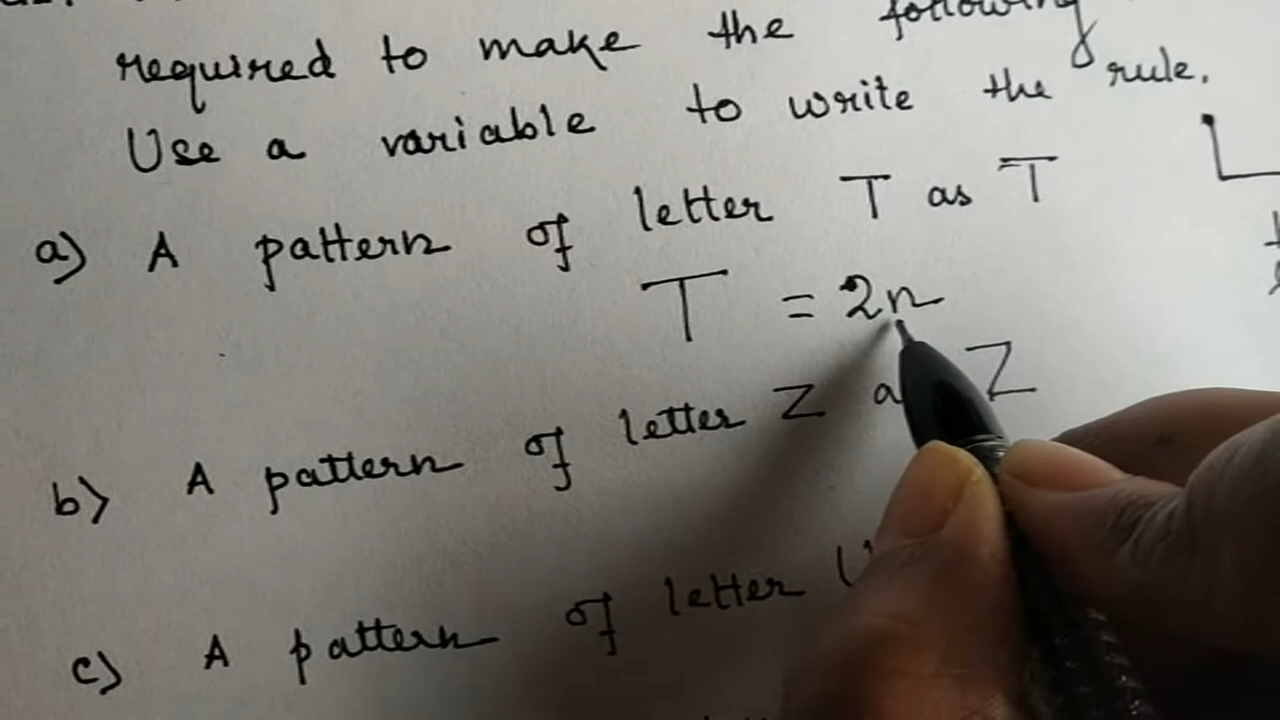 required to make the following
Use a variable to write the rule.
a) A pattern of letter T as T
T = 2n
b) A pattern of letter Z Z
c) A pattern of letter